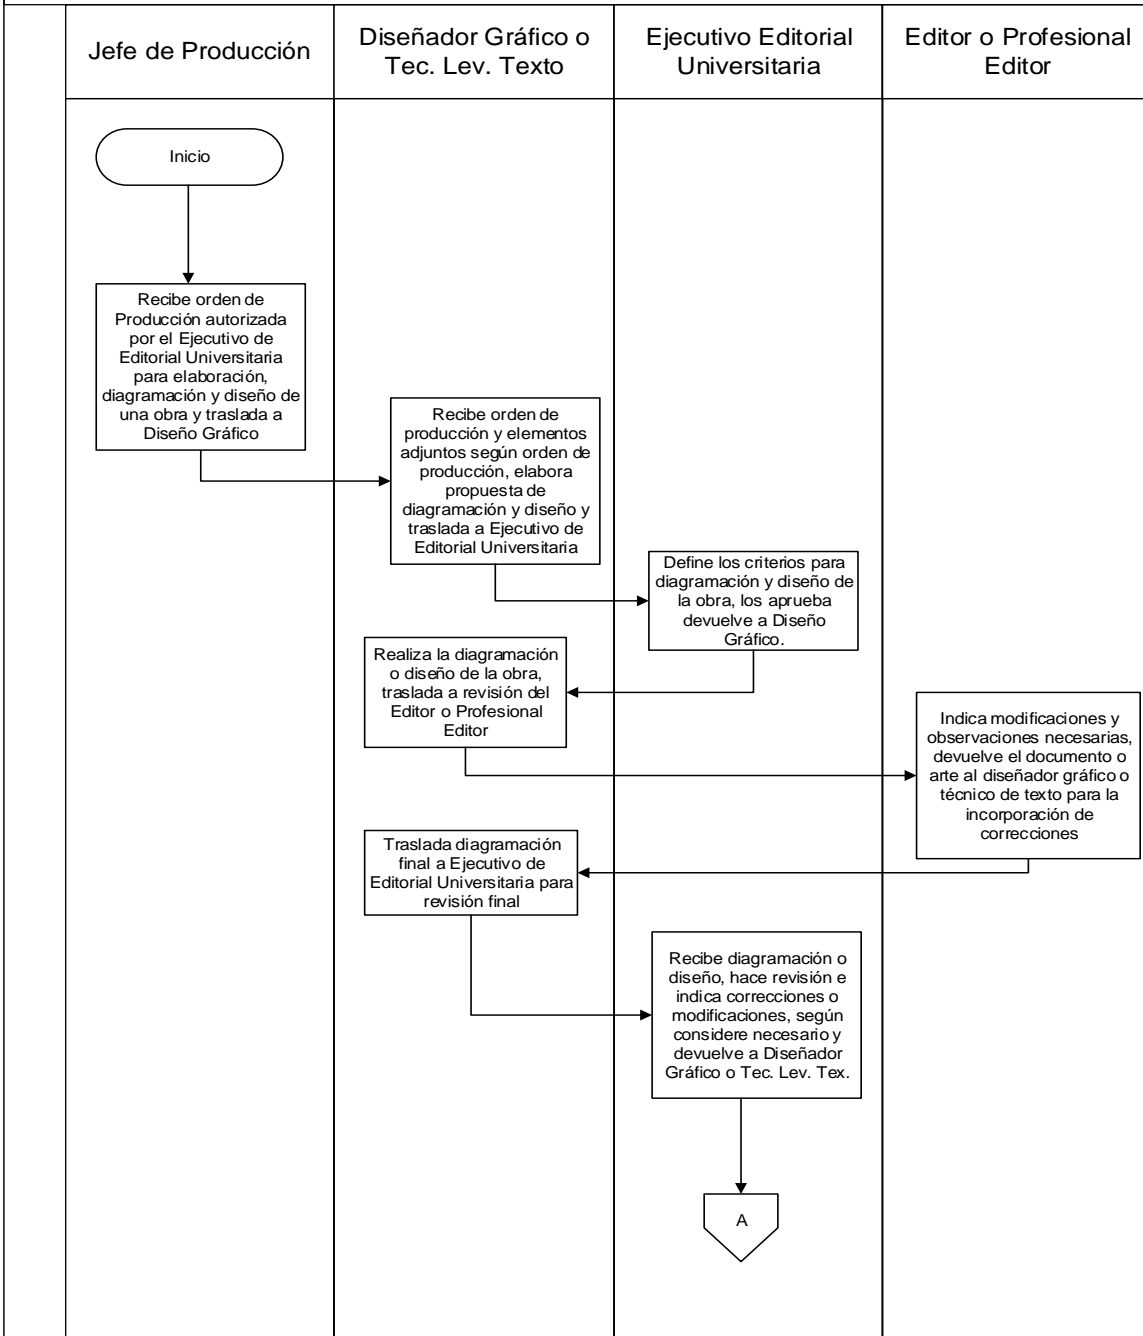 Jefe de Producción
Diseñador Gráfico o
Tec. Lev. Texto
Ejecutivo Editorial
Universitaria
Editor o Profesional
Editor
Inicio
Recibe orden de
Producción autorizada
por el Ejecutivo de
Editorial Universitaria
para elaboración,
diagramación y diseño de
una obra y traslada a
Diseño Gráfico
Recibe orden de
producción y elementos
adjuntos según orden de
producción, elabora
propuesta de
diagramación y diseño y
traslada a Ejecutivo de
Editorial Universitaria
Define los criterios para
diagramación y diseño de
la obra, los aprueba
devuelve a Diseño
Gráfico.
Realiza la diagramación
o diseño de la obra,
traslada a revisión del
Editor o Profesional
Editor
Indica modificaciones y
observaciones necesarias,
devuelve el documento o
arte al diseñador gráfico o
técnico de texto para la
incorporación de
correcciones
Traslada diagramación
final a Ejecutivo de
Editorial Universitaria para
revisión final
Recibe diagramación o
diseño, hace revisión e
indica correcciones o
modificaciones, según
considere necesario y
devuelve a Diseñador
Gráfico o Tec. Lev. Tex.
A